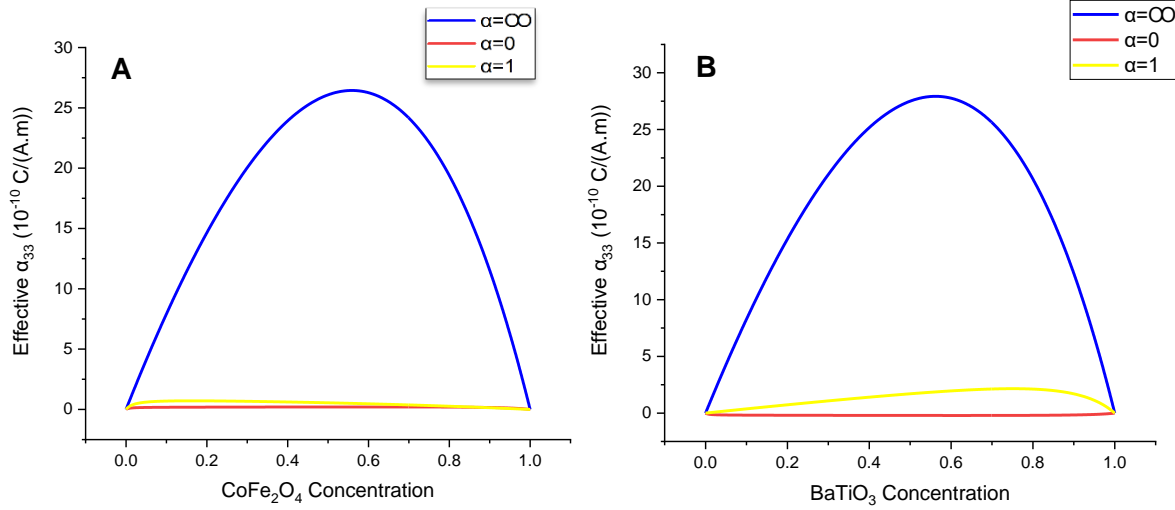 A
α=∞
α=0
α=1
30
25
20
15
10
5
0
Effective α₃₃ (10⁻¹⁰ C/(A.m))
0.0 0.2 0.4 0.6 0.8 1.0
CoFe₂O₄ Concentration
B
α=∞
α=0
α=1
30
25
20
15
10
5
0
Effective α₃₃ (10⁻¹⁰ C/(A.m))
0.0 0.2 0.4 0.6 0.8 1.0
BaTiO₃ Concentration